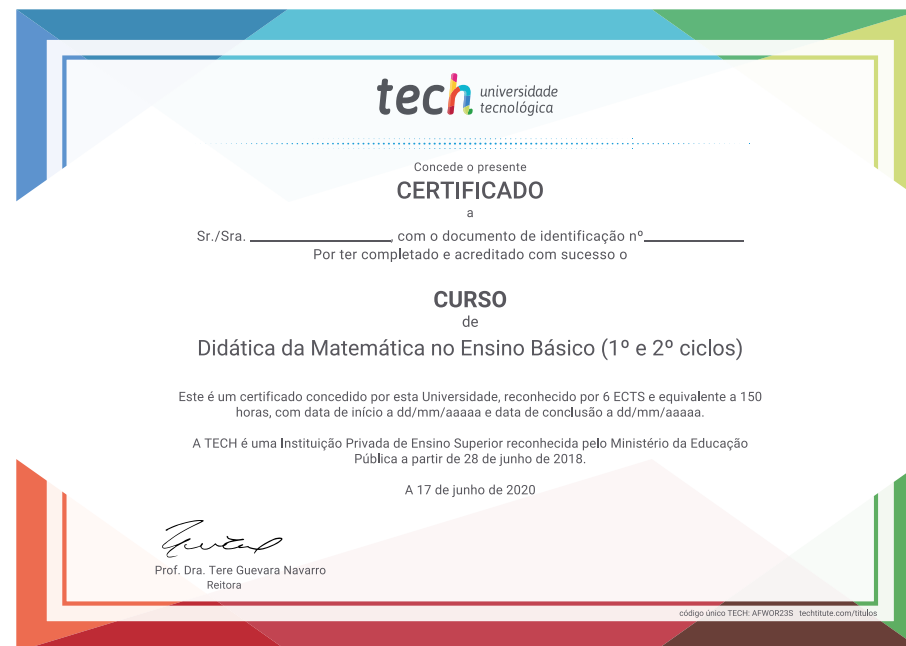 tech universidade
tecnológica
Concede o presente
CERTIFICADO
a
Sr./Sra. ________________, com o documento de identificação nº____________
Por ter completado e acreditado com sucesso o
CURSO
de
Didática da Matemática no Ensino Básico (1º e 2º ciclos)
Este é um certificado concedido por esta Universidade, reconhecido por 6 ECTS e equivalente a 150
horas, com data de início a dd/mm/aaaaa e data de conclusão a dd/mm/aaaaa.
A TECH é uma Instituição Privada de Ensino Superior reconhecida pelo Ministério da Educação
Pública a partir de 28 de junho de 2018.
A 17 de junho de 2020
Prof. Dra. Tere Guevara Navarro
Reitora
código único TECH: AFWOR23S techtitute.com/titulos